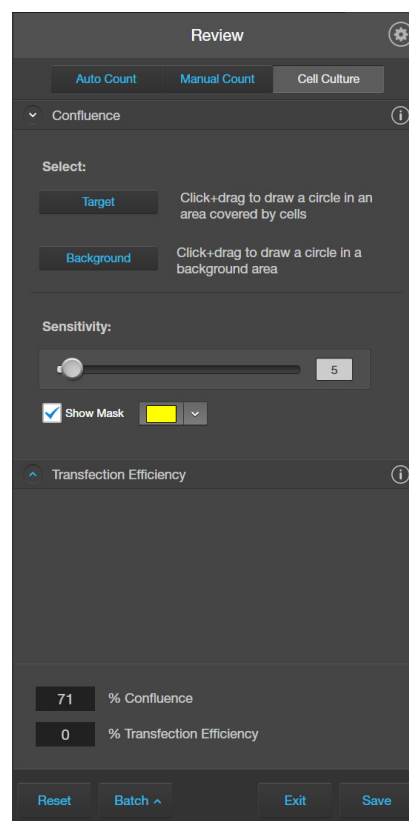 Review
Auto Count Manual Count Cell Culture
Confluence
Select:
Target
Click+drag to draw a circle in an
area covered by cells
Background
Click+drag to draw a circle in a
background area
Sensitivity:
5
Show Mask
Transfection Efficiency
71 % Confluence
0 % Transfection Efficiency
Reset Batch Exit Save